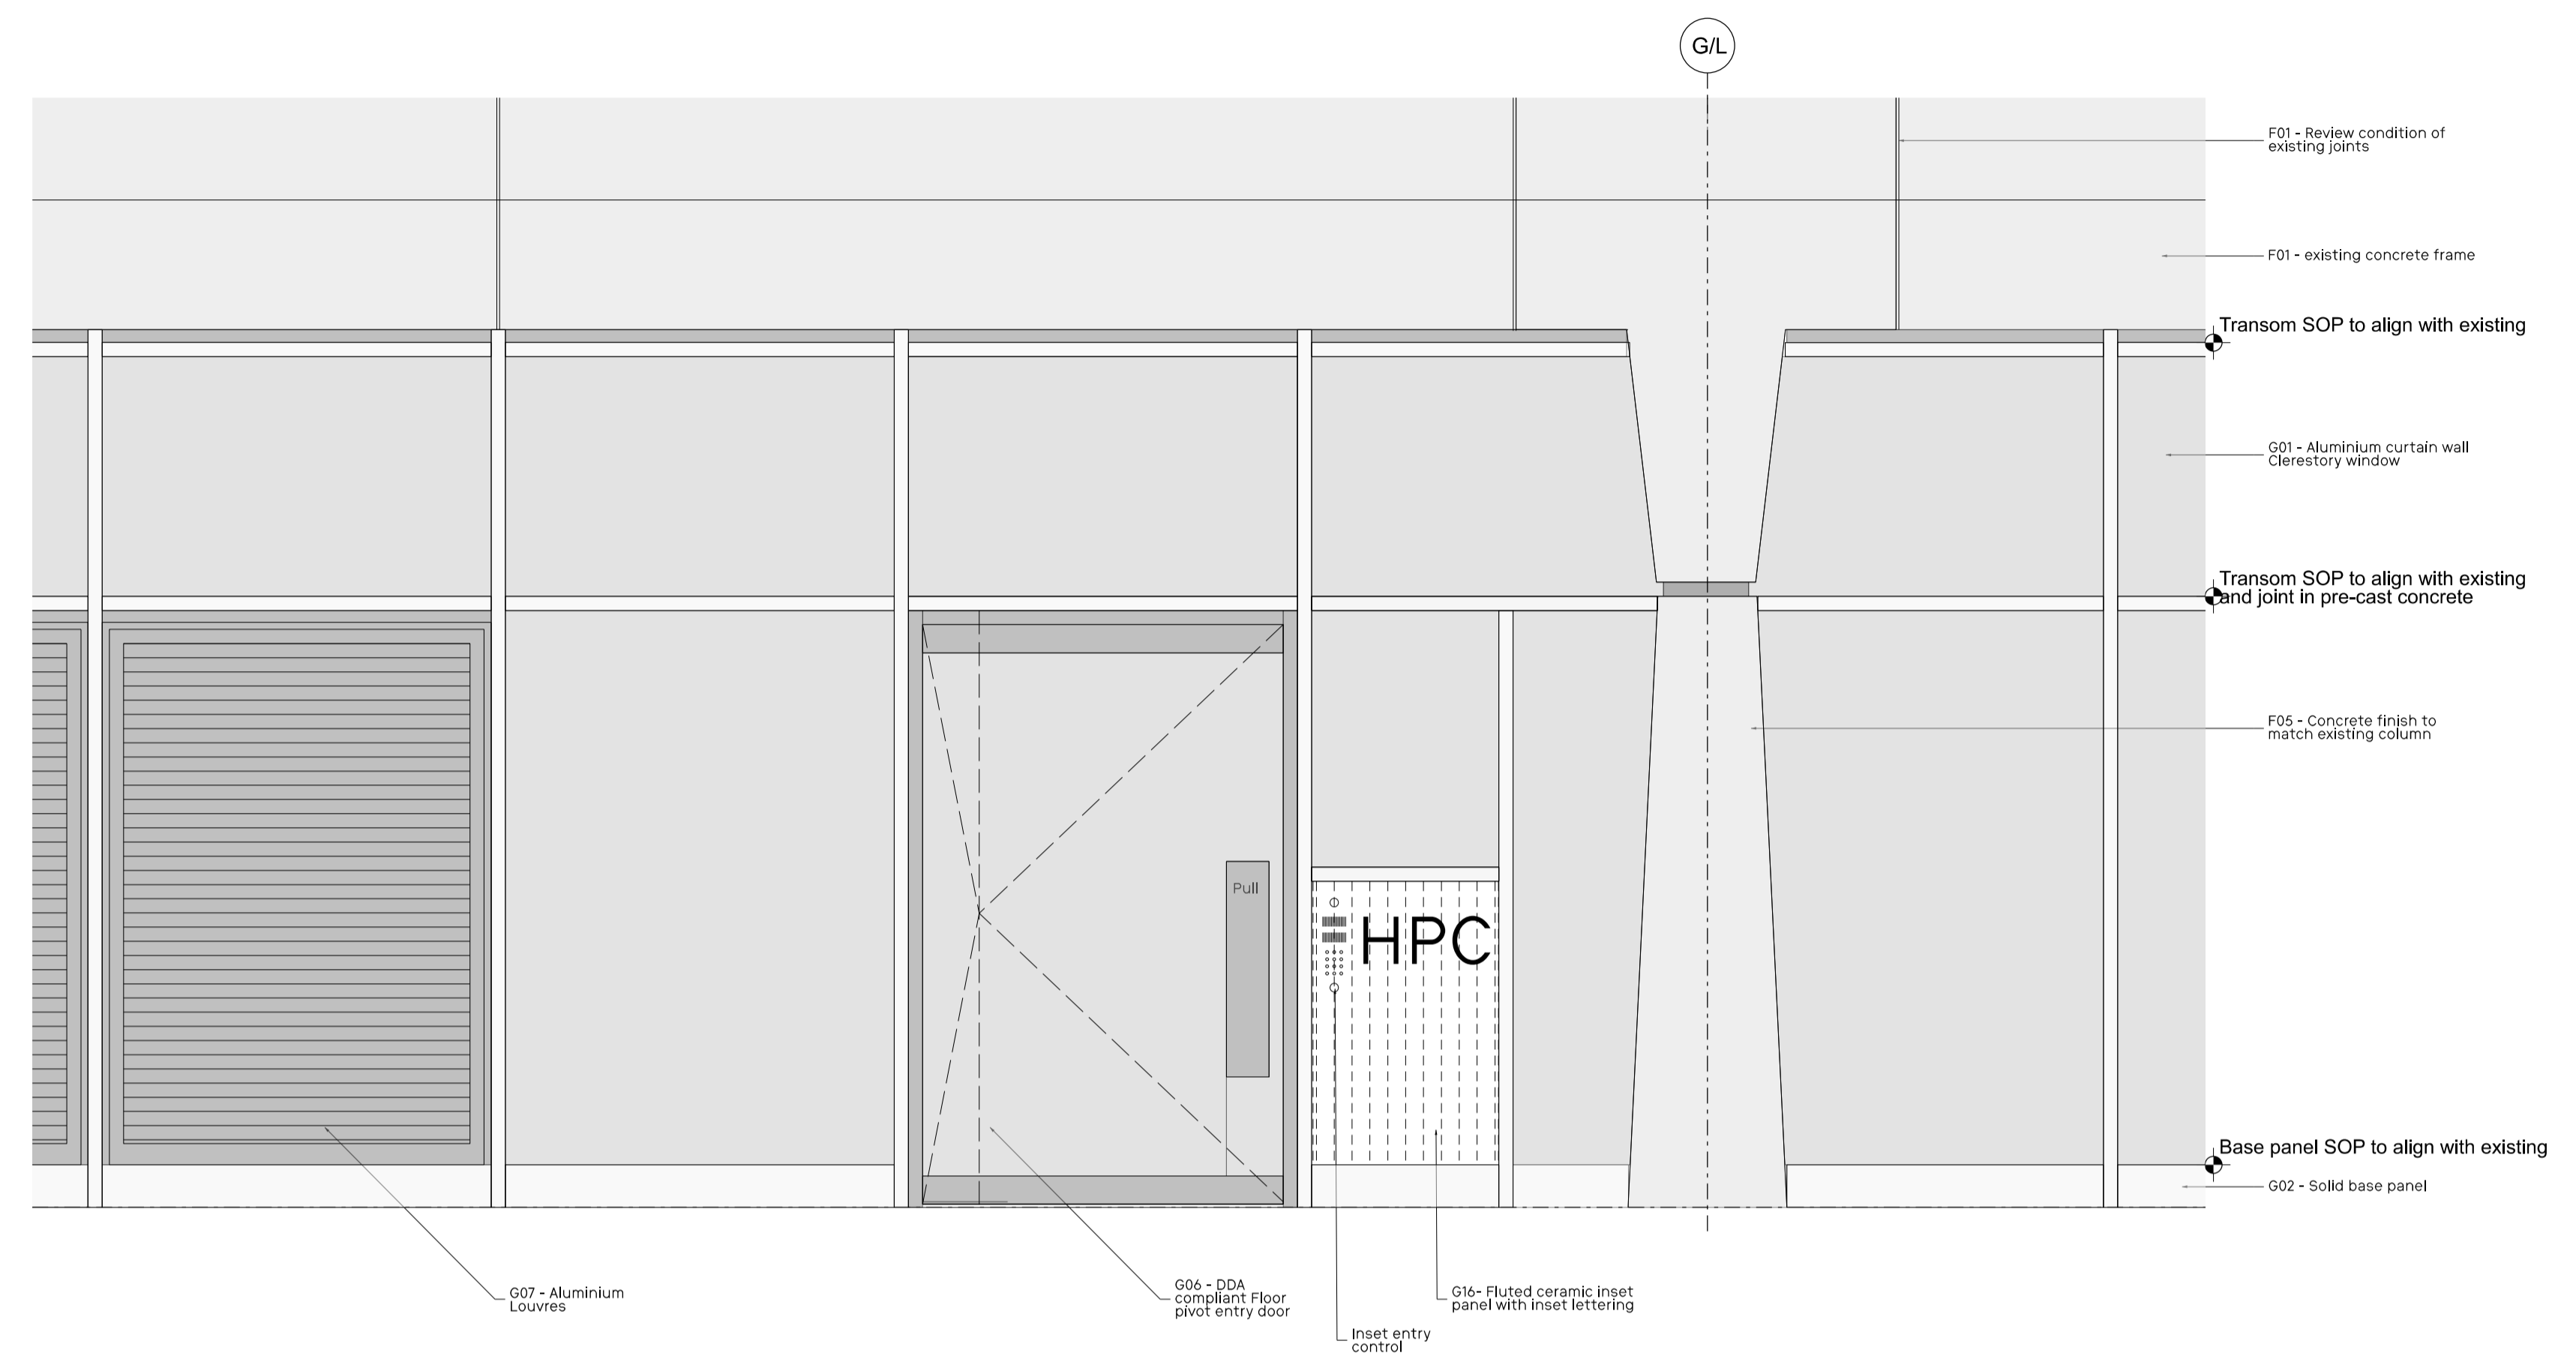 G/L
F01 - Review condition of
existing joints
F01 - existing concrete frame
Transom SOP to align with existing
G01 - Aluminium curtain wall
Clerestory window
Transom SOP to align with existing
and joint in pre-cast concrete
F05 - Concrete finish to
match existing column
Pull
HPC
Base panel SOP to align with existing
G02 - Solid base panel
G07 - Aluminium
Louvres
G06 - DDA
compliant Floor
pivot entry door
G16- Fluted ceramic inset
panel with inset lettering
Inset entry
control